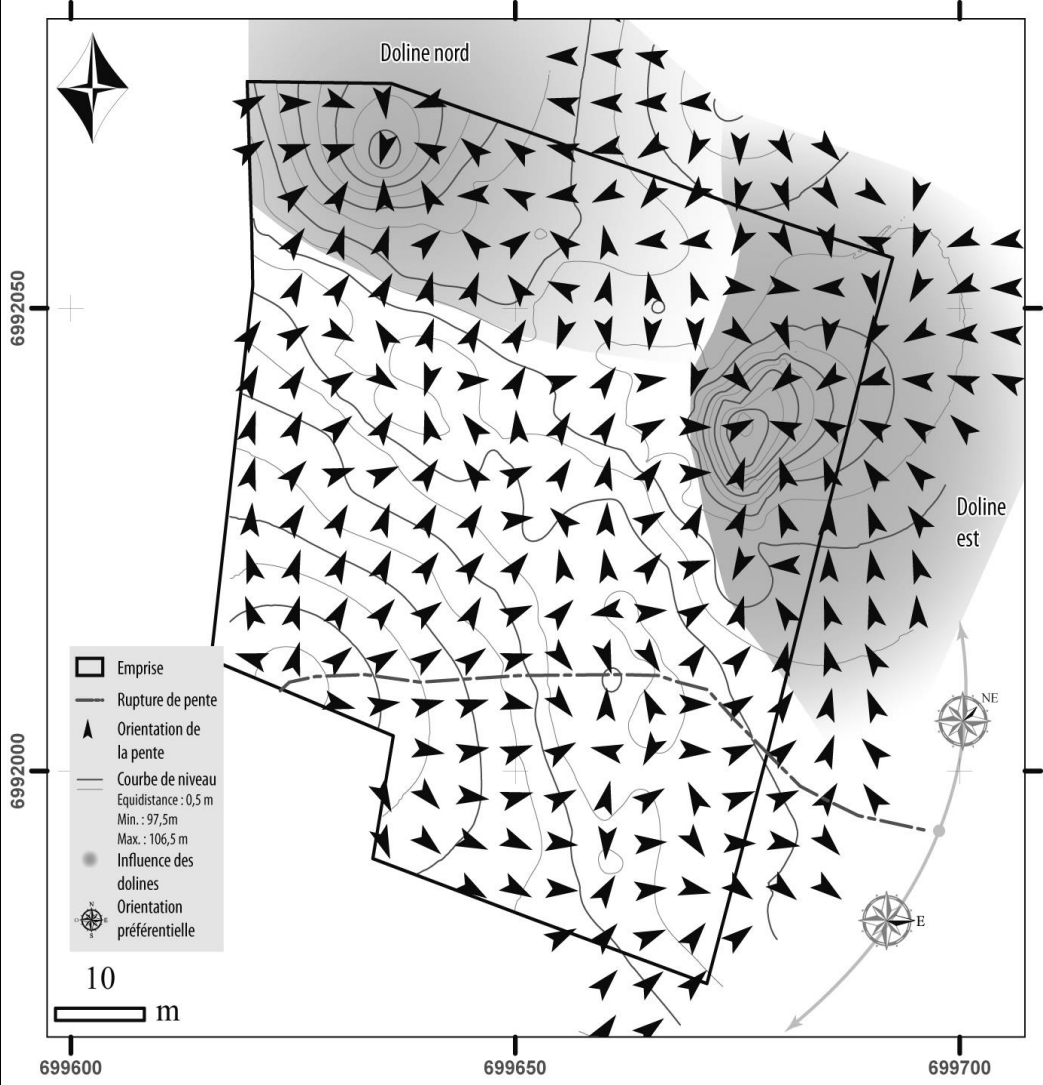 Doline nord
6992050
Doline
est
NE
Emprise
Rupture de pente
Orientation de
la pente
Courbe de niveau
Equidistance : 0,5 m
Min. : 97,5m
Max. : 106,5 m
Influence des
dolines
N
O
E
S
Orientation
préférentielle
6992000
E
10
m
699600
699650
699700